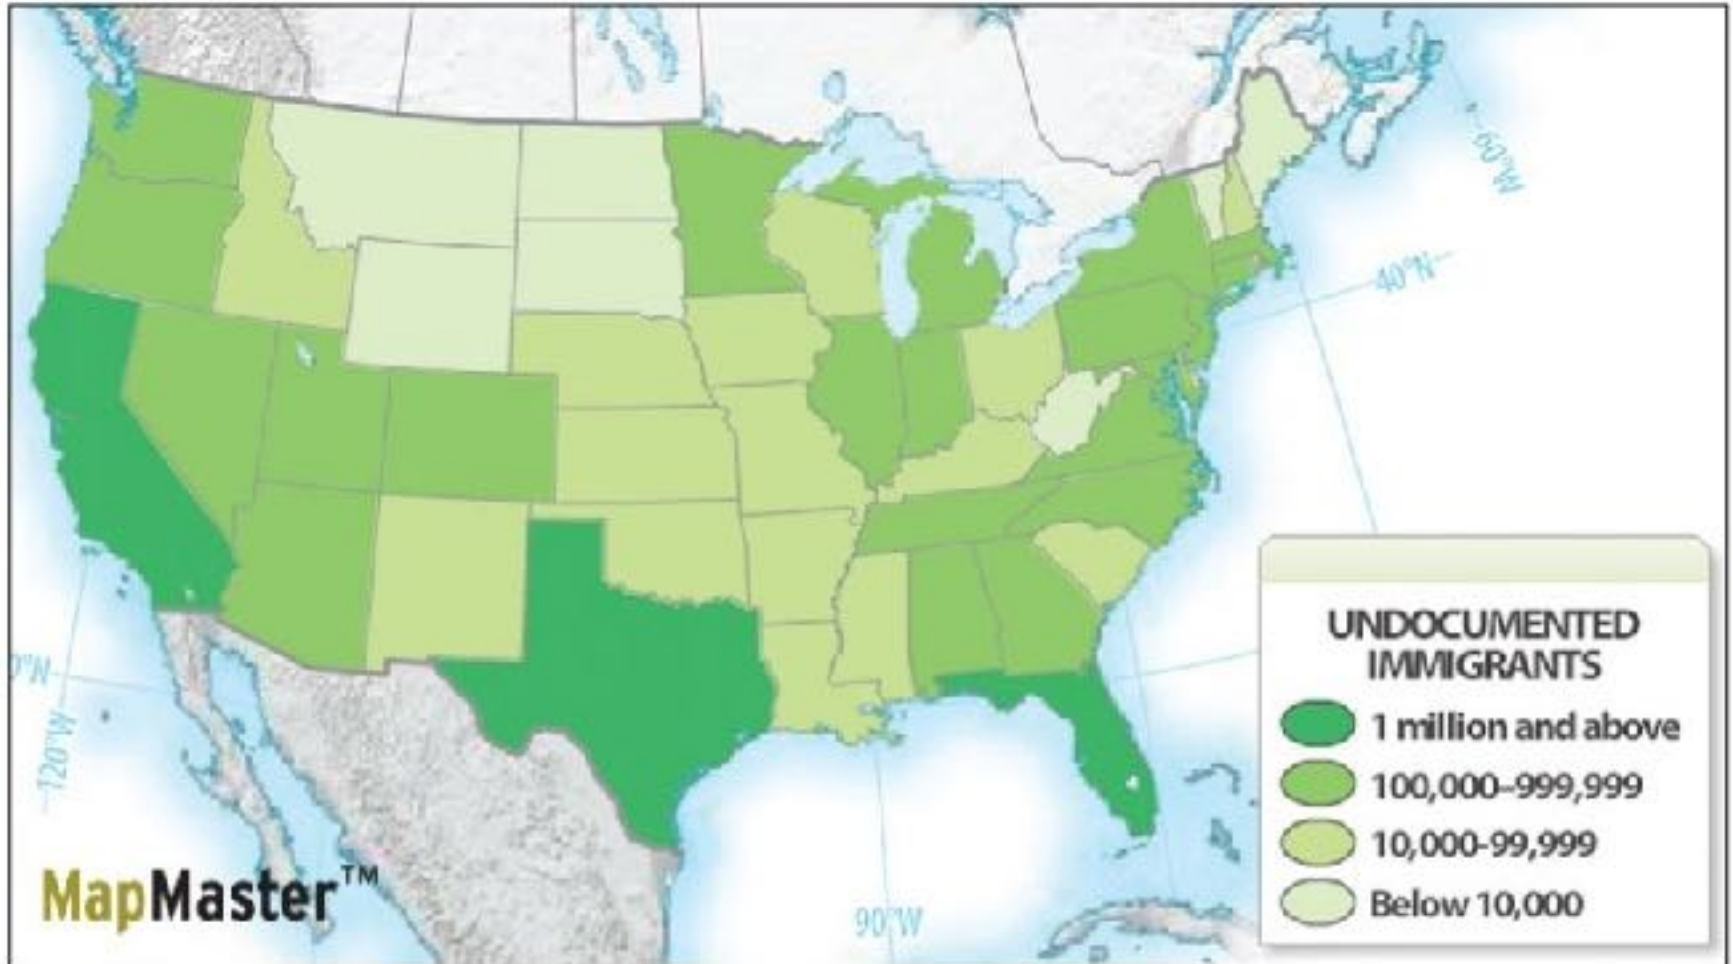 60°W
40°N
UNDOCUMENTED
IMMIGRANTS
1 million and above
100,000–999,999
10,000-99,999
Below 10,000
0°N
120°W
MapMaster™
90°W